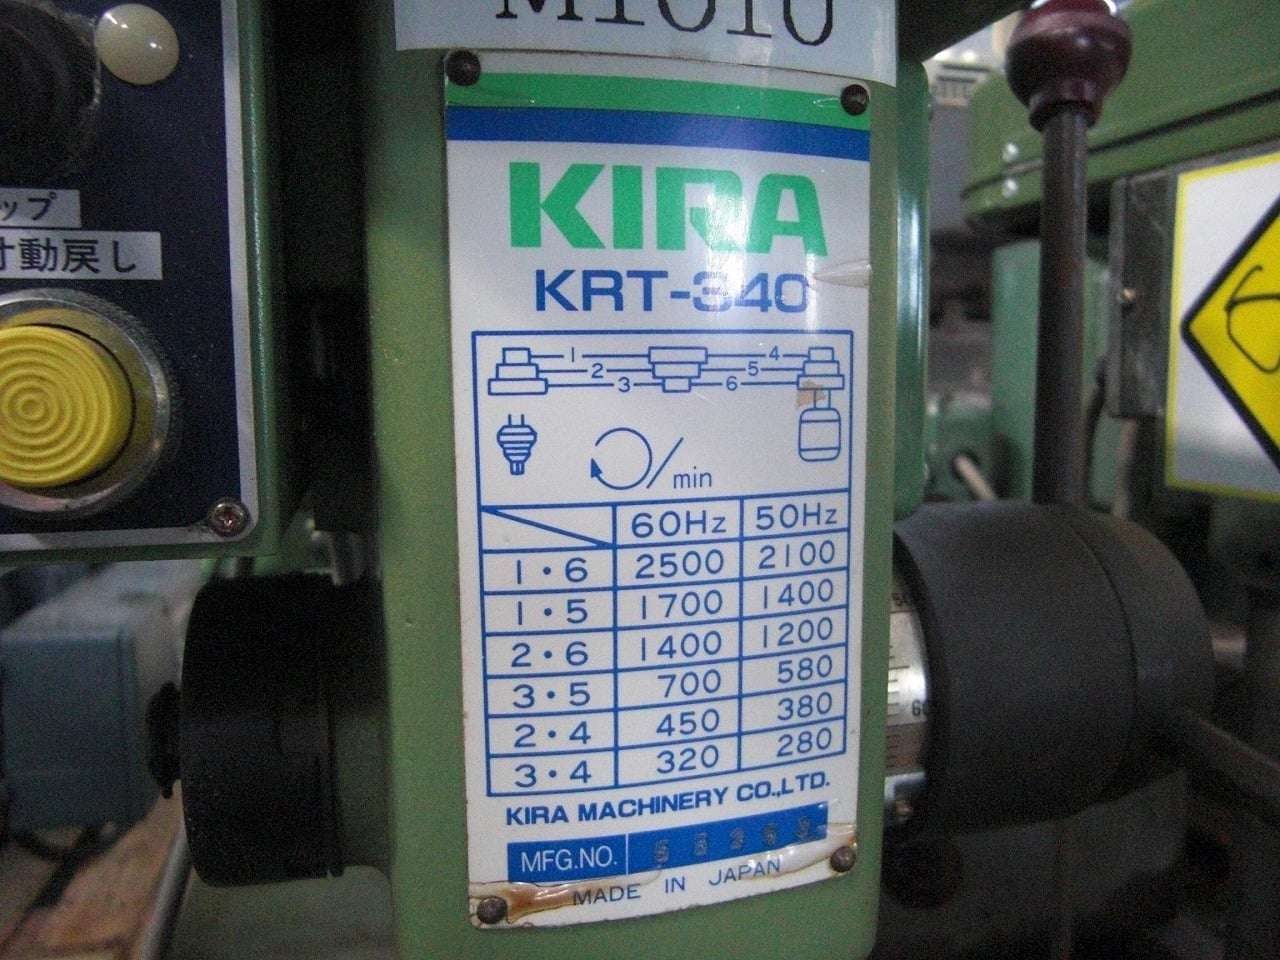 M1010
KIRA
KRT-340
1 4
2 5
3 6
/min
60Hz 50Hz
1・6 2500 2100
1・5 1700 1400
2・6 1400 1200
3・5 700 580
2・4 450 380
3・4 320 280
KIRA MACHINERY CO.,LTD.
MFG.NO.
MADE IN JAPAN
ップ
寸動戻し